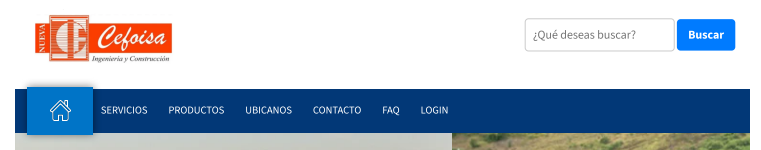 NUEVA
Cefoisa
Ingeniería y Construcción
¿Qué deseas buscar?
Buscar
SERVICIOS
PRODUCTOS
UBICANOS
CONTACTO
FAQ
LOGIN